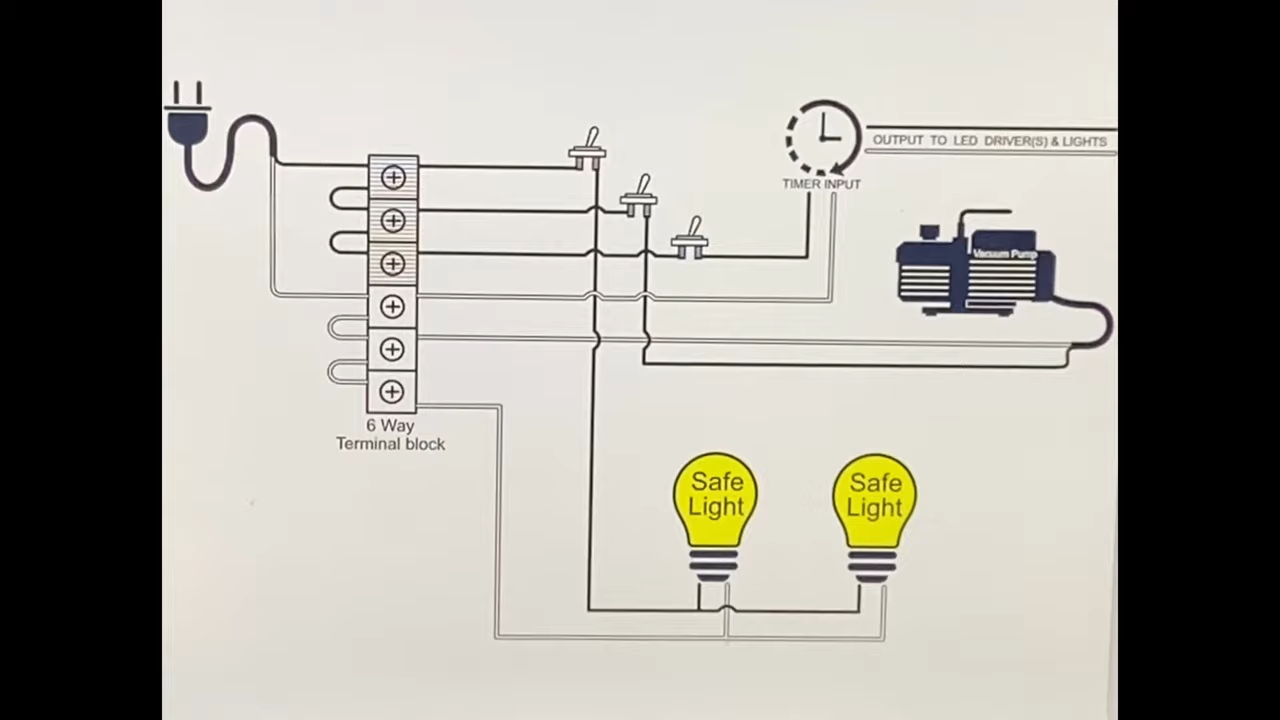 OUTPUT TO LED DRIVER(S) & LIGHTS
TIMER INPUT
Vacuum Pump
6 Way
Terminal block
Safe
Light
Safe
Light